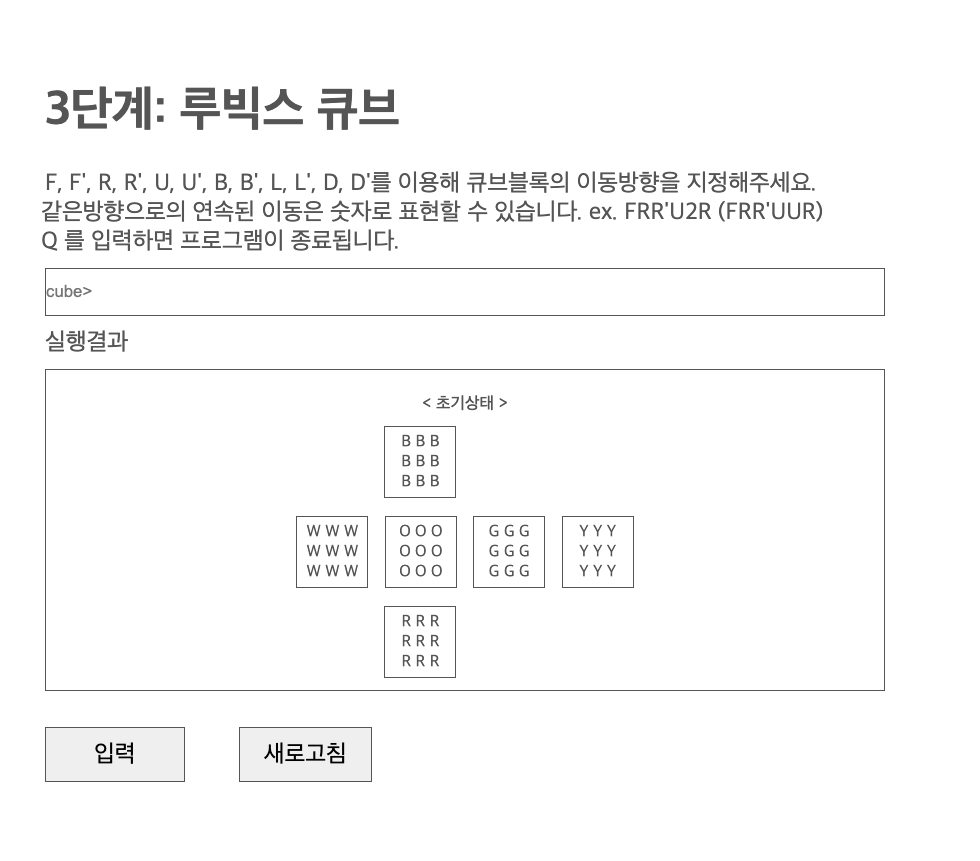 3단계: 루빅스 큐브
F, F', R, R', U, U', B, B', L, L', D, D'를 이용해 큐브블록의 이동방향을 지정해주세요.
같은방향으로의 연속된 이동은 숫자로 표현할 수 있습니다. ex. FRR'U2R (FRR'UUR)
Q 를 입력하면 프로그램이 종료됩니다.
cube>
실행결과
< 초기상태 >
B B B
B B B
B B B
W W W O O O G G G Y Y Y
W W W O O O G G G Y Y Y
W W W O O O G G G Y Y Y
R R R
R R R
R R R
입력 새로고침